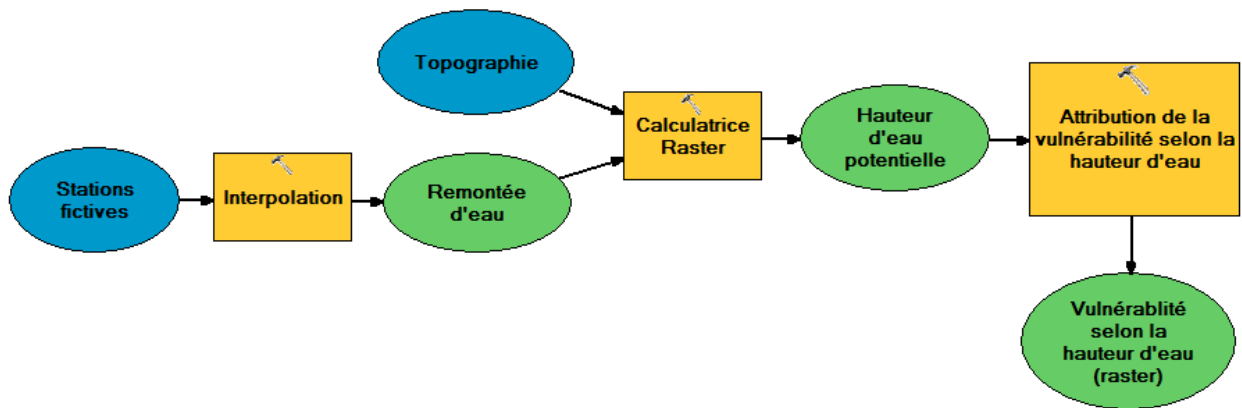 Topographie
Stations
fictives
Interpolation
Remontée
d'eau
Calculatrice
Raster
Hauteur
d'eau
potentielle
Attribution de la
vulnérabilité selon la
hauteur d'eau
Vulnérablité
selon la
hauteur d'eau
(raster)